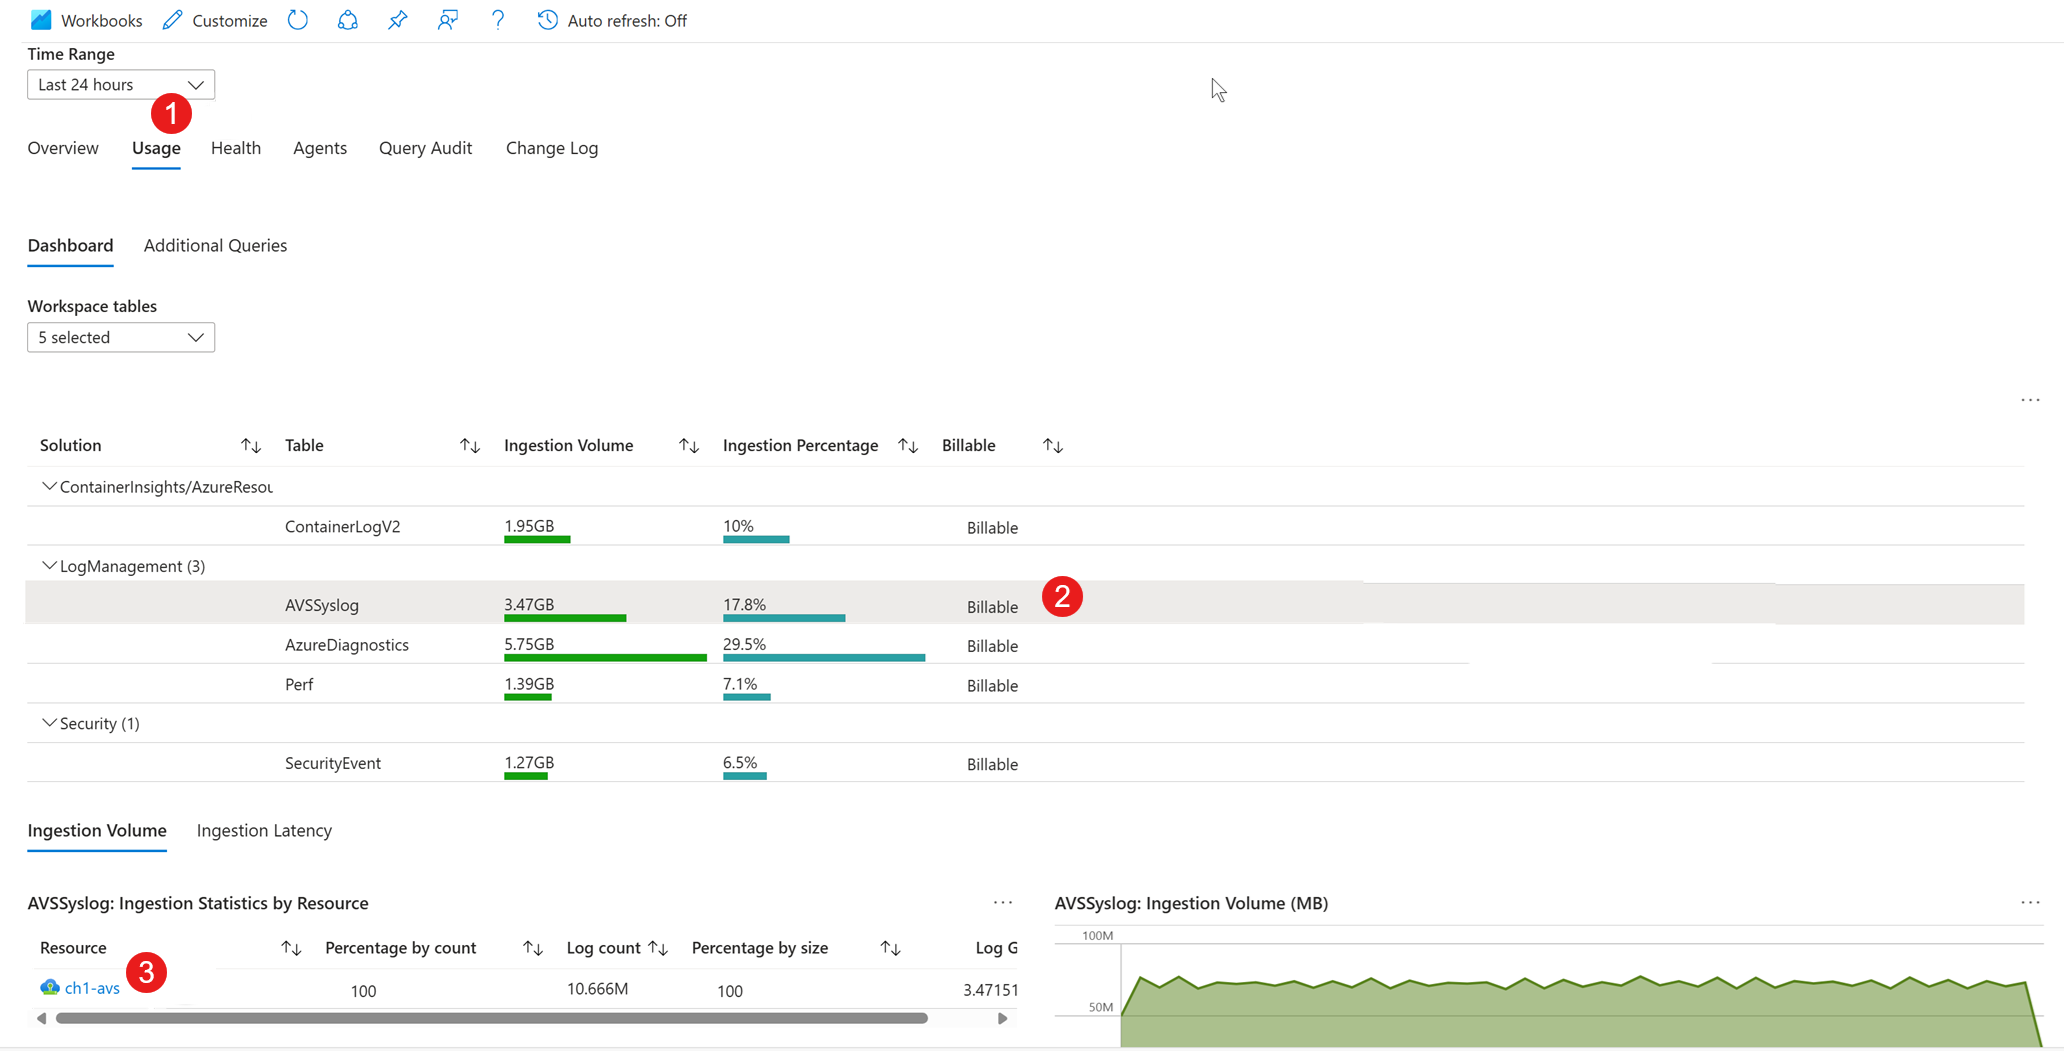 Workbooks Customize Auto refresh: Off
Time Range
Last 24 hours
1
Overview Usage Health Agents Query Audit Change Log
Dashboard Additional Queries
Workspace tables
5 selected
Solution Table Ingestion Volume Ingestion Percentage Billable
ContainerInsights/AzureResou
ContainerLogV2 1.95GB 10% Billable
LogManagement (3)
AVSSyslog 3.47GB 17.8% Billable 2
AzureDiagnostics 5.75GB 29.5% Billable
Perf 1.39GB 7.1% Billable
Security (1)
SecurityEvent 1.27GB 6.5% Billable
Ingestion Volume Ingestion Latency
AVSSyslog: Ingestion Statistics by Resource
Resource Percentage by count Log count Percentage by size Log G
ch1-avs 3 100 10.666M 100 3.47151
AVSSyslog: Ingestion Volume (MB)
100M
50M